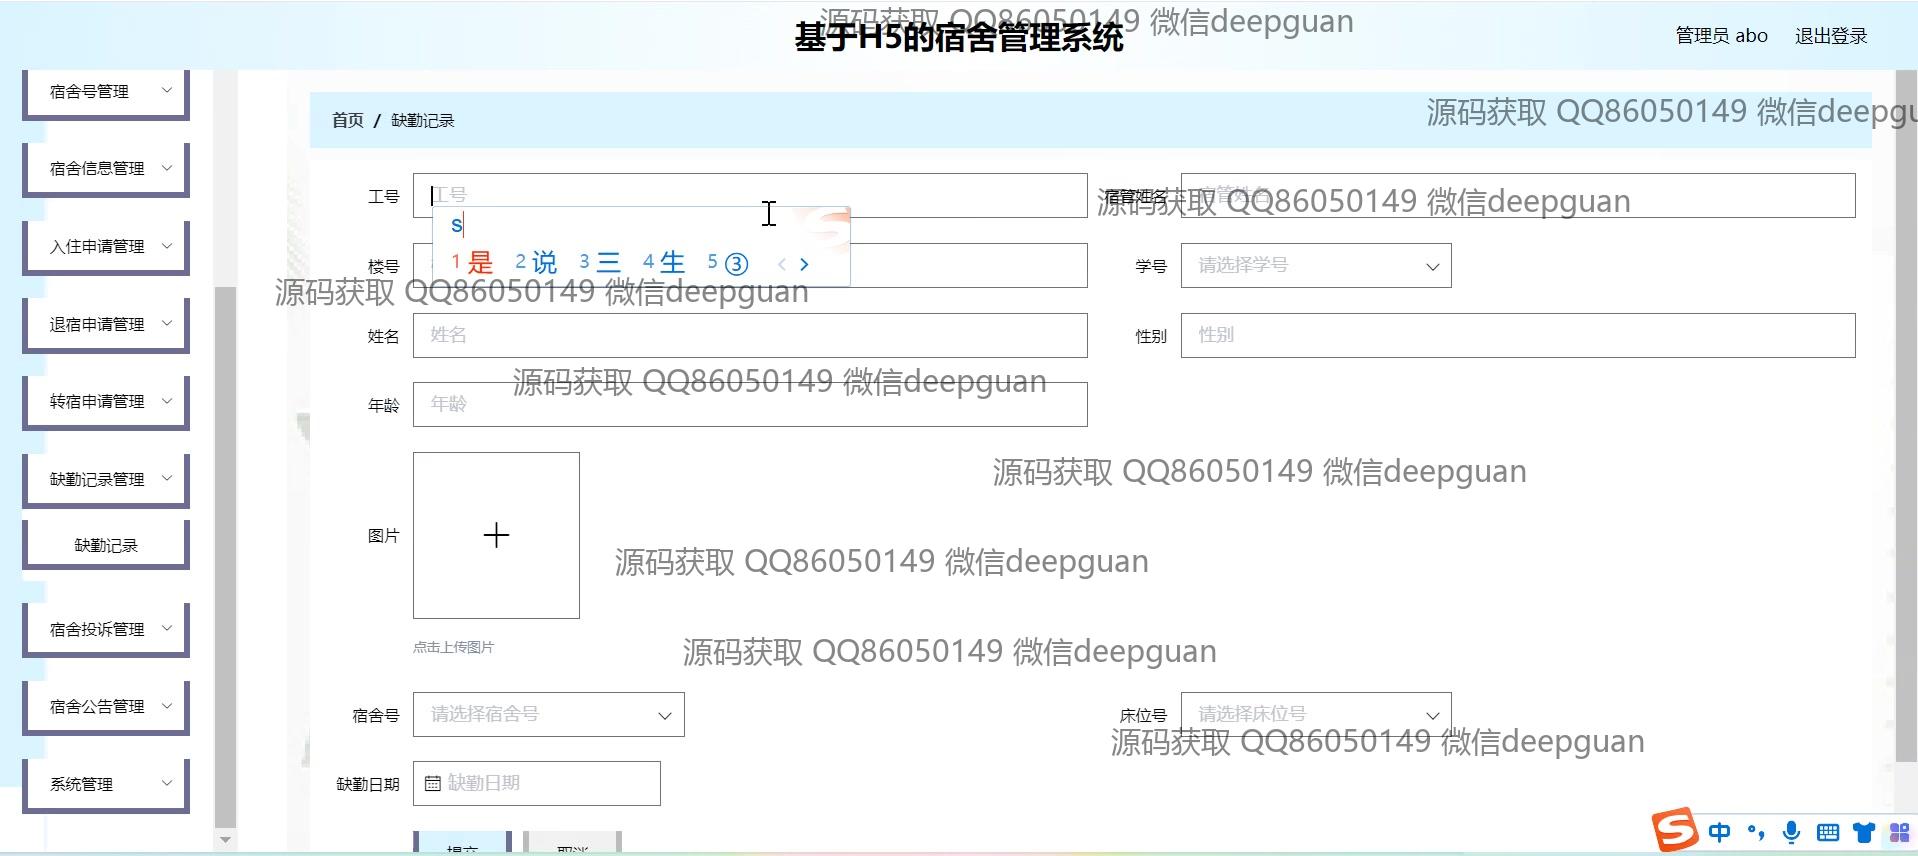 源码获取 QQ86050149 微信deepguan
基于H5的宿舍管理系统
管理员 abo 退出登录
宿舍号管理
首页 / 缺勤记录
源码获取 QQ86050149 微信deepgu
宿舍信息管理
工号 工号
宿管姓名 宿管姓名
源码获取 QQ86050149 微信deepguan
s
入住申请管理
楼号
1 是 2 说 3 三 4 生 5 ③
学号 请选择学号
源码获取 QQ86050149 微信deepguan
退宿申请管理
姓名 姓名
性别 性别
源码获取 QQ86050149 微信deepguan
转宿申请管理
年龄 年龄
缺勤记录管理
源码获取 QQ86050149 微信deepguan
缺勤记录
图片
源码获取 QQ86050149 微信deepguan
宿舍投诉管理
点击上传图片
源码获取 QQ86050149 微信deepguan
宿舍公告管理
宿舍号 请选择宿舍号
床位号 请选择床位号
源码获取 QQ86050149 微信deepguan
系统管理
缺勤日期 缺勤日期
提交 取消
S 中